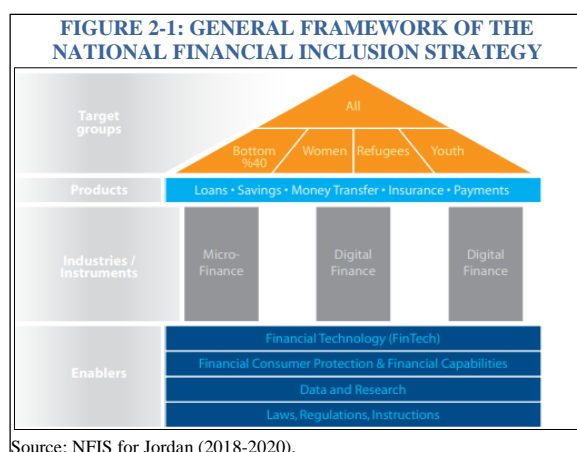 FIGURE 2-1: GENERAL FRAMEWORK OF THE
NATIONAL FINANCIAL INCLUSION STRATEGY
Target
groups
All
Bottom
%40
Women
Refugees
Youth
Products
Loans • Savings • Money Transfer • Insurance • Payments
Industries /
Instruments
Micro-
Finance
Digital
Finance
Digital
Finance
Enablers
Financial Technology (FinTech)
Financial Consumer Protection & Financial Capabilities
Data and Research
Laws, Regulations, Instructions
Source: NFIS for Jordan (2018-2020).